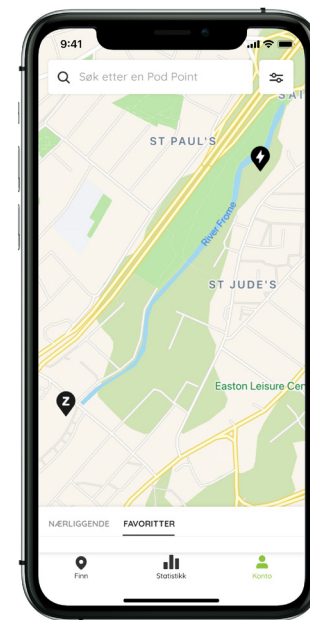 9:41
Søk etter en Pod Point
SAI
ST PAUL'S
River Frome
ST JUDE'S
Easton Leisure Cen
Z
NÆRLIGGENDE FAVORITTER
Finn Statistikk Konto